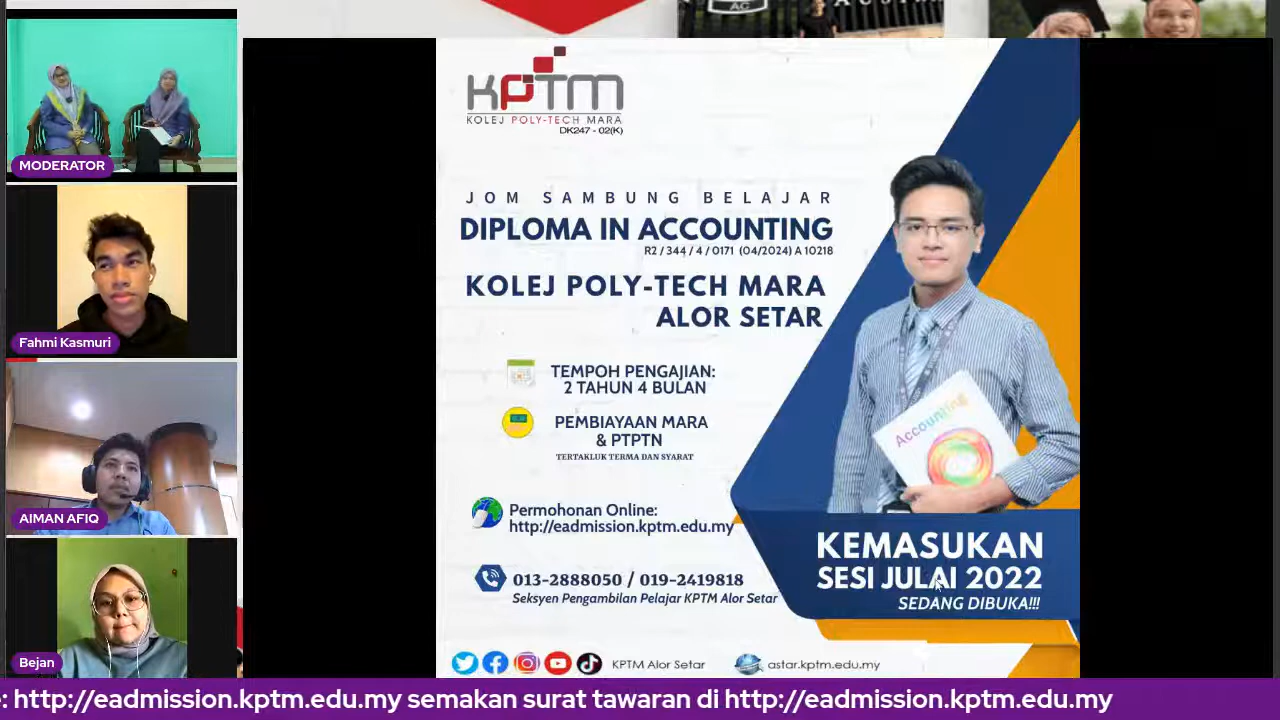 AC
MODERATOR
Fahmi Kasmuri
AIMAN AFIQ
Bejan
KPTM
KOLEJ POLY-TECH MARA
DK247 - 02(K)
JOM SAMBUNG BELAJAR
DIPLOMA IN ACCOUNTING
R2 / 344 / 4 / 0171 (04/2024) A 10218
KOLEJ POLY-TECH MARA
ALOR SETAR
TEMPOH PENGAJIAN:
2 TAHUN 4 BULAN
PEMBIAYAAN MARA
& PTPTN
TERTAKLUK TERMA DAN SYARAT
Permohonan Online:
http://eadmission.kptm.edu.my
013-2888050 / 019-2419818
Seksyen Pengambilan Pelajar KPTM Alor Setar
Accounting
KEMASUKAN
SESI JULAI 2022
SEDANG DIBUKA!!!
KPTM Alor Setar
astar.kptm.edu.my
: http://eadmission.kptm.edu.my semakan surat tawaran di http://eadmission.kptm.edu.my